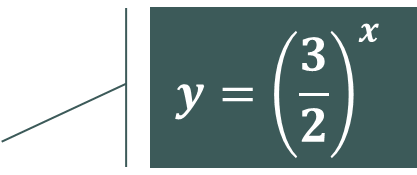 y = (3/2)^x